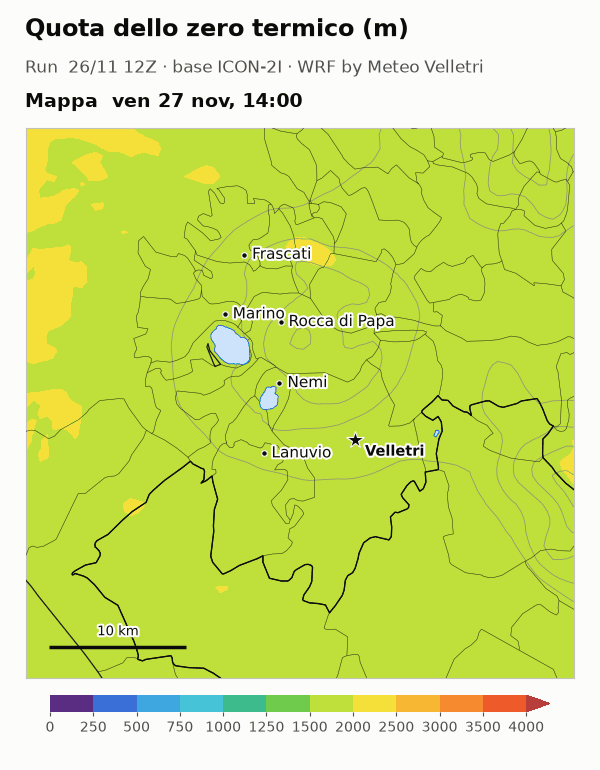 Quota dello zero termico (m)
Run 26/11 12Z · base ICON-2I · WRF by Meteo Velletri
Mappa ven 27 nov, 14:00
Frascati
Marino
Rocca di Papa
Nemi
Velletri
Lanuvio
10 km
0 250 500 750 1000 1250 1500 2000 2500 3000 3500 4000